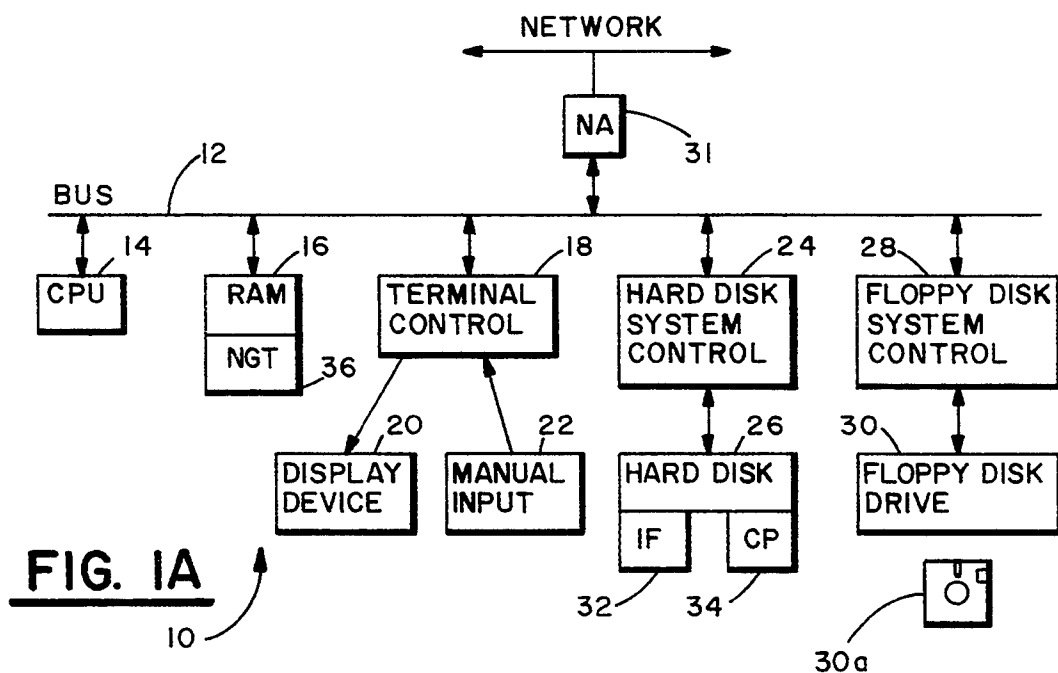 NETWORK
NA
31
12
BUS
14
16
18
24
28
CPU
RAM
TERMINAL
CONTROL
HARD DISK
SYSTEM
CONTROL
FLOPPY DISK
SYSTEM
CONTROL
NGT
36
20
22
26
30
DISPLAY
DEVICE
MANUAL
INPUT
HARD DISK
FLOPPY DISK
DRIVE
IF
CP
FIG. 1A
10
32
34
30a